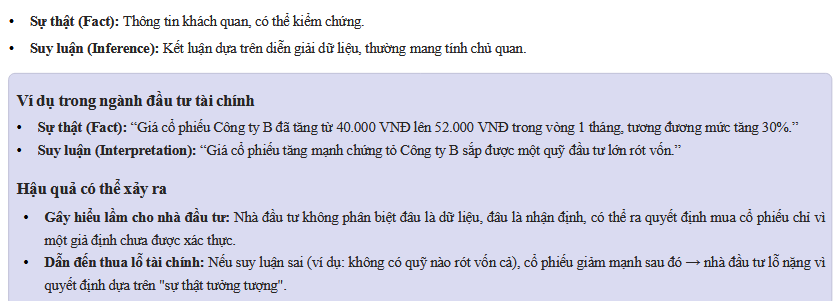 • Sự thật (Fact): Thông tin khách quan, có thể kiểm chứng.
• Suy luận (Inference): Kết luận dựa trên diễn giải dữ liệu, thường mang tính chủ quan.
Ví dụ trong ngành đầu tư tài chính
• Sự thật (Fact): “Giá cổ phiếu Công ty B đã tăng từ 40.000 VNĐ lên 52.000 VNĐ trong vòng 1 tháng, tương đương mức tăng 30%.”
• Suy luận (Interpretation): “Giá cổ phiếu tăng mạnh chứng tỏ Công ty B sắp được một quỹ đầu tư lớn rót vốn.”
Hậu quả có thể xảy ra
• Gây hiểu lầm cho nhà đầu tư: Nhà đầu tư không phân biệt đâu là dữ liệu, đâu là nhận định, có thể ra quyết định mua cổ phiếu chỉ vì
một giả định chưa được xác thực.
• Dẫn đến thua lỗ tài chính: Nếu suy luận sai (ví dụ: không có quỹ nào rót vốn cả), cổ phiếu giảm mạnh sau đó → nhà đầu tư lỗ nặng vì
quyết định dựa trên "sự thật tưởng tượng".